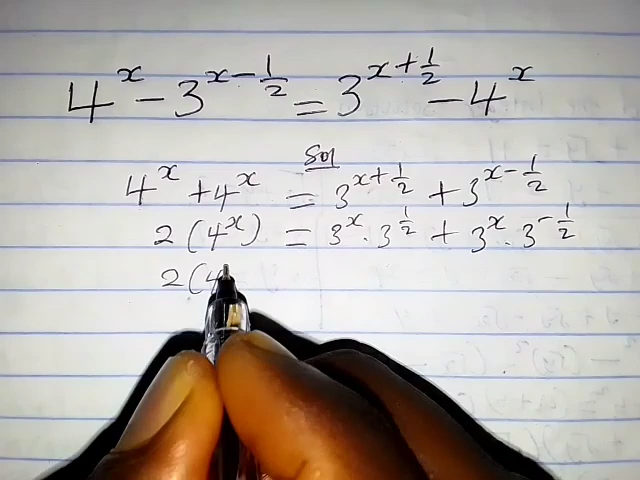 4^x - 3^(x - 1/2) = 3^(x + 1/2) - 4^x
Sol
4^x + 4^x = 3^(x + 1/2) + 3^(x - 1/2)
2(4^x) = 3^x · 3^(1/2) + 3^x · 3^(-1/2)
2(4